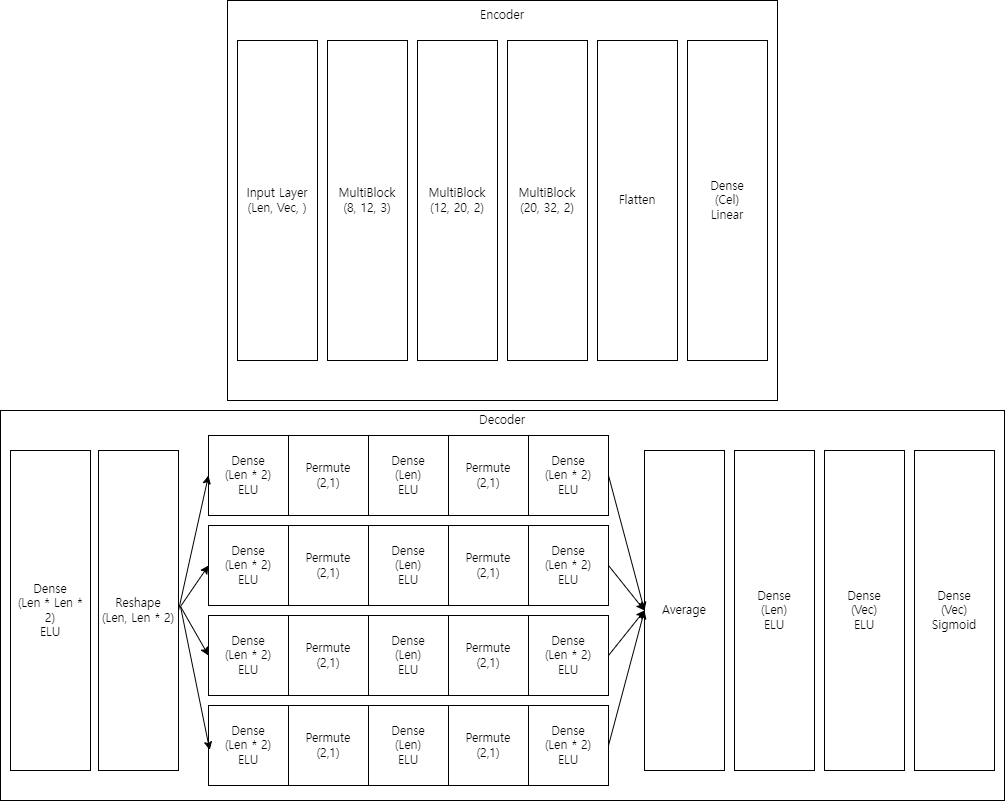 Encoder
Input Layer
(Len, Vec, )
MultiBlock
(8, 12, 3)
MultiBlock
(12, 20, 2)
MultiBlock
(20, 32, 2)
Flatten
Dense
(Cel)
Linear
Decoder
Dense
(Len * Len *
2)
ELU
Reshape
(Len, Len * 2)
Dense
(Len * 2)
ELU
Permute
(2,1)
Dense
(Len)
ELU
Permute
(2,1)
Dense
(Len * 2)
ELU
Dense
(Len * 2)
ELU
Permute
(2,1)
Dense
(Len)
ELU
Permute
(2,1)
Dense
(Len * 2)
ELU
Dense
(Len * 2)
ELU
Permute
(2,1)
Dense
(Len)
ELU
Permute
(2,1)
Dense
(Len * 2)
ELU
Dense
(Len * 2)
ELU
Permute
(2,1)
Dense
(Len)
ELU
Permute
(2,1)
Dense
(Len * 2)
ELU
Average
Dense
(Len)
ELU
Dense
(Vec)
ELU
Dense
(Vec)
Sigmoid